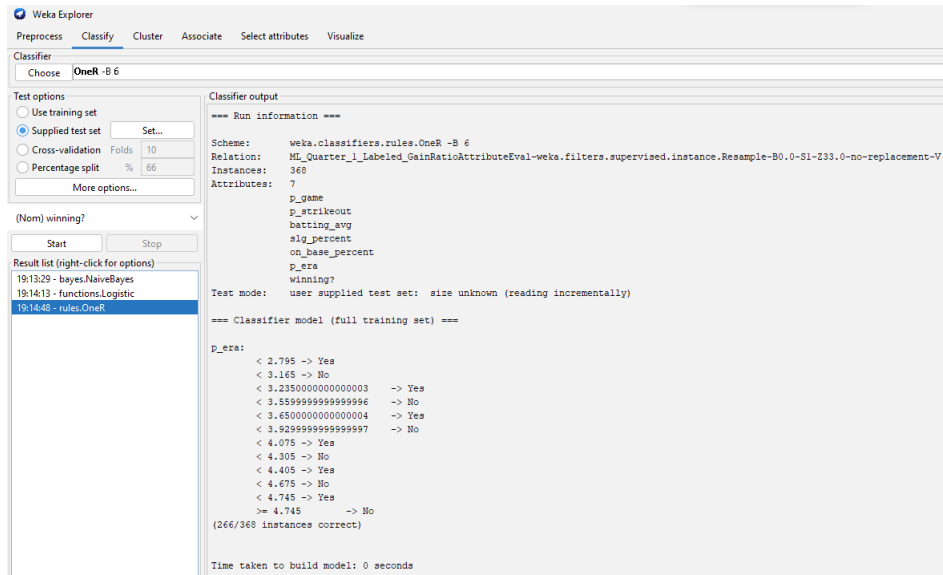 Weka Explorer
Preprocess Classify Cluster Associate Select attributes Visualize
Classifier
Choose OneR -B 6
Test options
Use training set
Supplied test set Set...
Cross-validation Folds 10
Percentage split % 66
More options...
(Nom) winning?
Start Stop
Result list (right-click for options)
19:13:29 - bayes.NaiveBayes
19:14:13 - functions.Logistic
19:14:48 - rules.OneR
Classifier output
=== Run information ===
Scheme: weka.classifiers.rules.OneR -B 6
Relation: ML_Quarter_1_Labeled_GainRatioAttributeEval-weka.filters.supervised.instance.Resample-B0.0-S1-Z33.0-no-replacement-V
Instances: 368
Attributes: 7
p_game
p_strikeout
batting_avg
slg_percent
on_base_percent
p_era
winning?
Test mode: user supplied test set: size unknown (reading incrementally)
=== Classifier model (full training set) ===
p_era:
< 2.795 -> Yes
< 3.165 -> No
< 3.2350000000000003 -> Yes
< 3.5599999999999996 -> No
< 3.6500000000000004 -> Yes
< 3.9299999999999997 -> No
< 4.075 -> Yes
< 4.305 -> No
< 4.405 -> Yes
< 4.675 -> No
< 4.745 -> Yes
>= 4.745 -> No
(266/368 instances correct)
Time taken to build model: 0 seconds